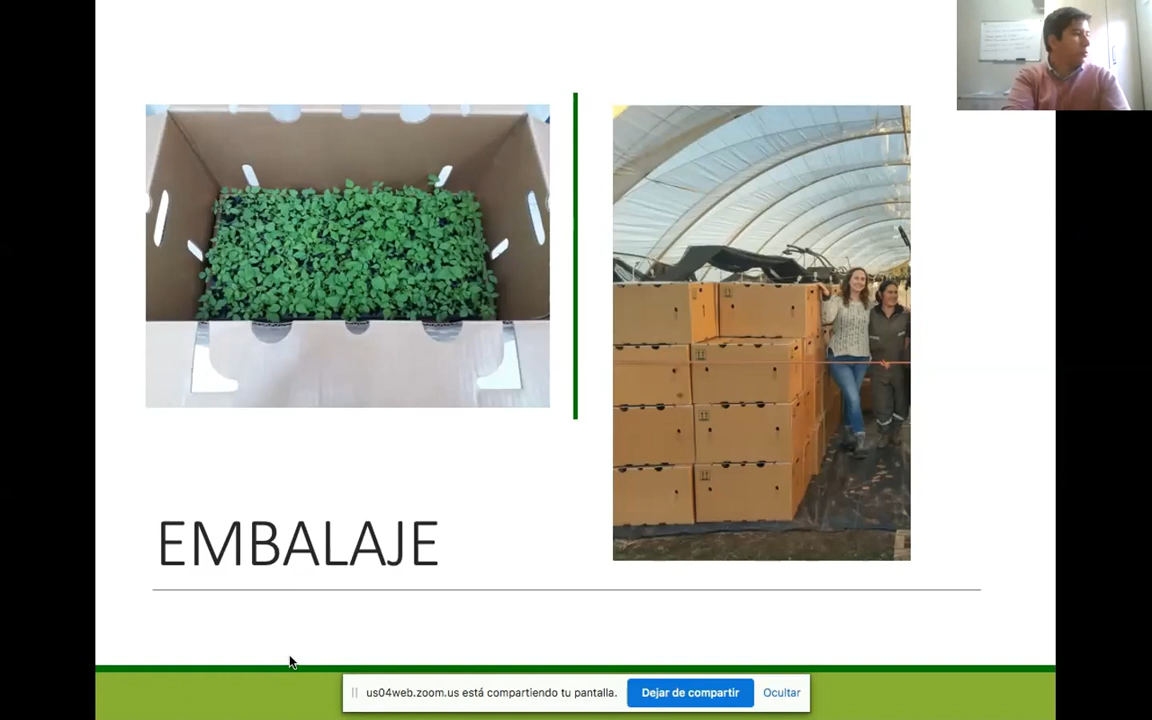 EMBALAJE
us04web.zoom.us está compartiendo tu pantalla.
Dejar de compartir
Ocultar